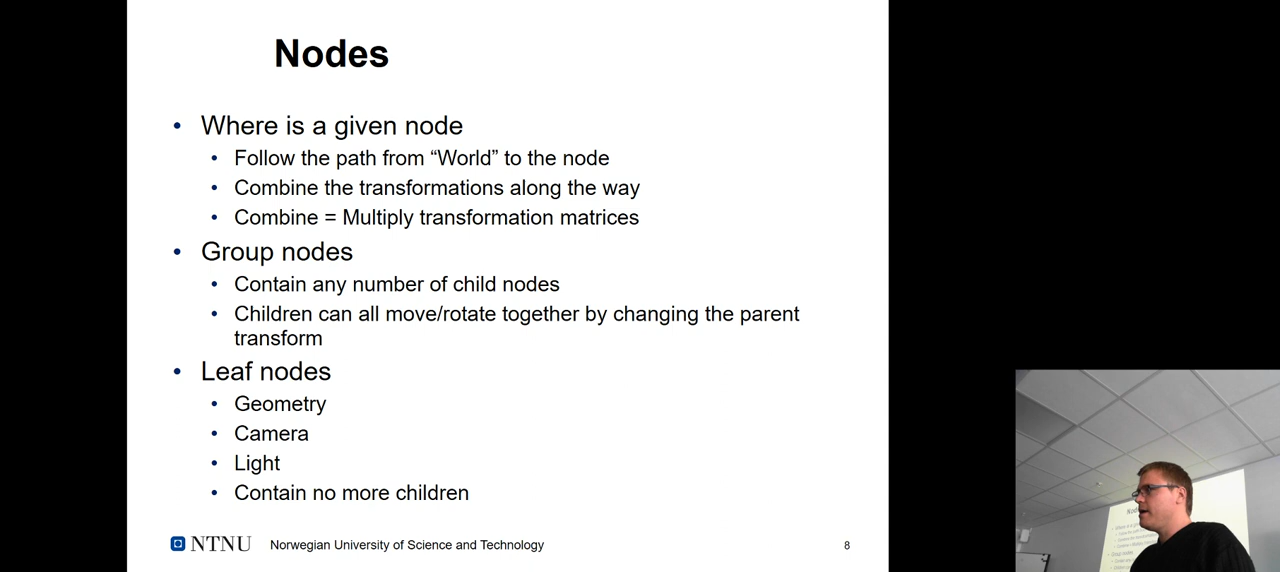 Nodes
• Where is a given node
• Follow the path from “World” to the node
• Combine the transformations along the way
• Combine = Multiply transformation matrices
• Group nodes
• Contain any number of child nodes
• Children can all move/rotate together by changing the parent
transform
• Leaf nodes
• Geometry
• Camera
• Light
• Contain no more children
NTNU Norwegian University of Science and Technology 8